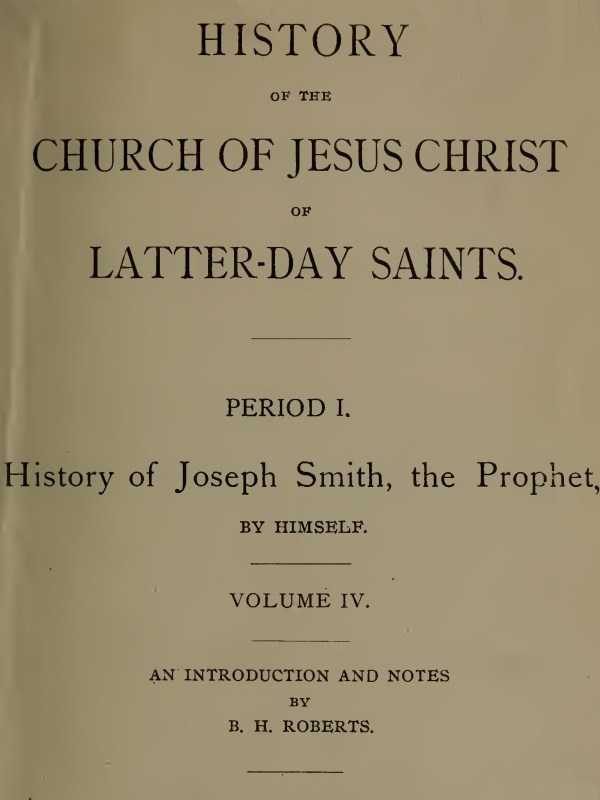 HISTORY
OF THE
CHURCH OF JESUS CHRIST
OF
LATTER-DAY SAINTS.
PERIOD I.
History of Joseph Smith, the Prophet,
BY HIMSELF.
VOLUME IV.
AN INTRODUCTION AND NOTES
BY
B. H. ROBERTS.